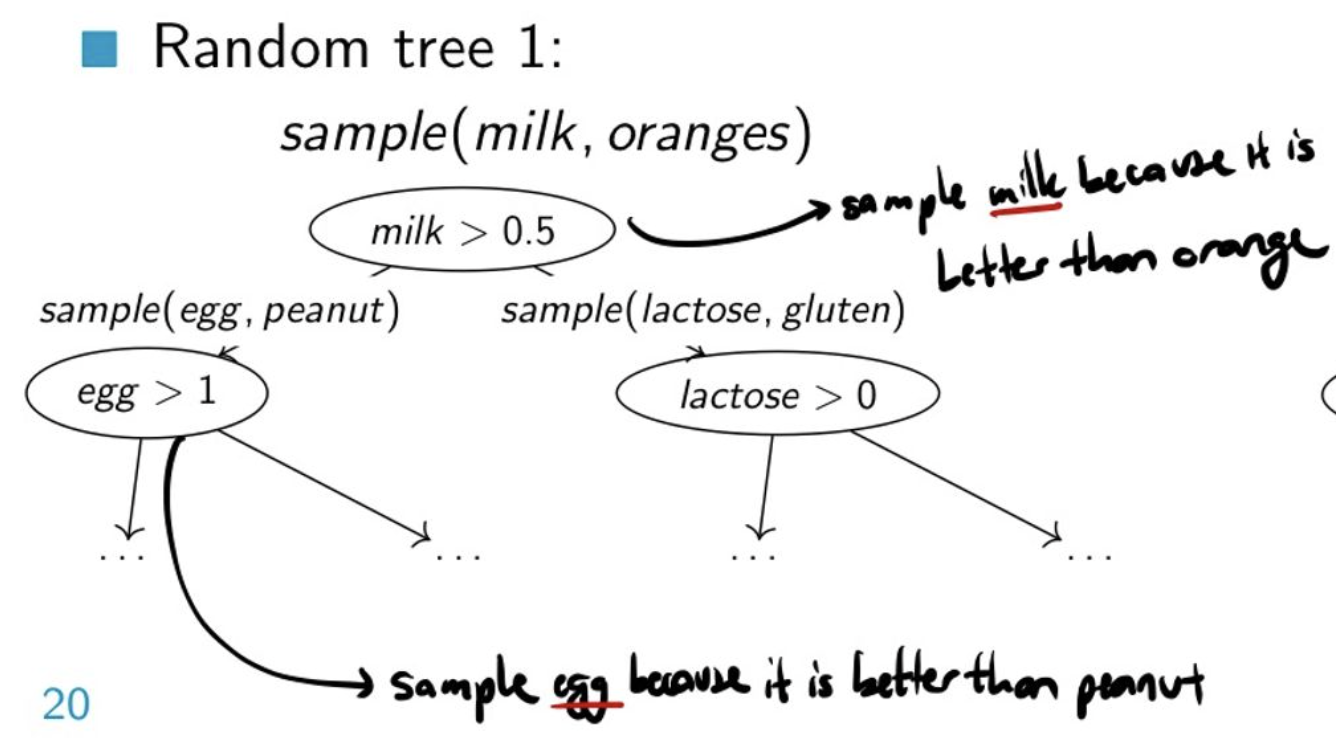 Random tree 1:
sample(milk, oranges)
milk > 0.5
sample milk because it is
better than orange
sample(egg, peanut)
sample(lactose, gluten)
egg > 1
lactose > 0
... ... ... ...
sample egg because it is better than peanut
20